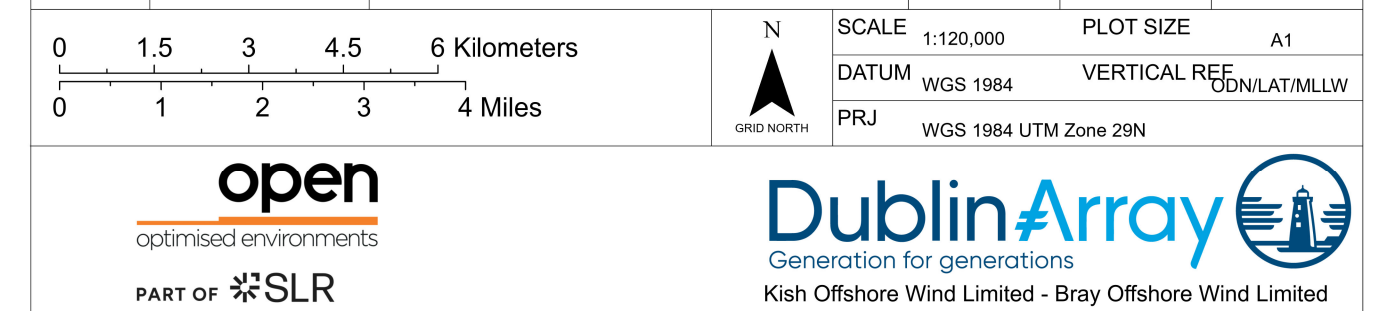 0 1.5 3 4.5 6 Kilometers
0 1 2 3 4 Miles
N
GRID NORTH
SCALE 1:120,000 PLOT SIZE A1
DATUM WGS 1984 VERTICAL REF ODN/LAT/MLLW
PRJ WGS 1984 UTM Zone 29N
open
optimised environments
PART OF SLR
Dublin Array
Generation for generations
Kish Offshore Wind Limited - Bray Offshore Wind Limited